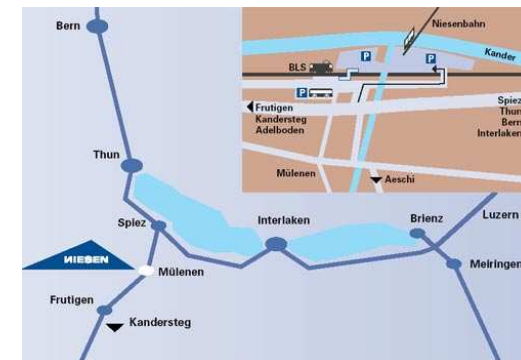 Bern
Thun
Spiez
NIESEN
Mülenen
Frutigen
Kandersteg
Interlaken
Brienz
Luzern
Meiringen
Niesenbahn
Kander
P
P
BLS
P
Frutigen
Kandersteg
Adelboden
Spiez
Thun
Bern
Interlaken
Mülenen
Aeschi